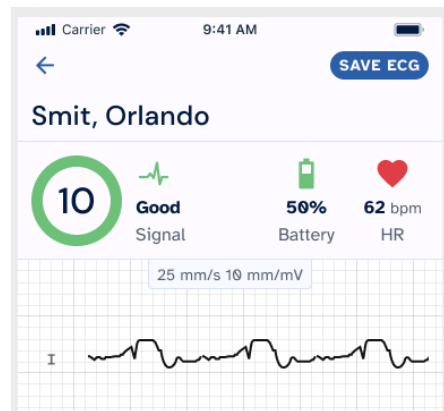 Carrier 9:41 AM
SAVE ECG
Smit, Orlando
10
Good 50% 62 bpm
Signal Battery HR
25 mm/s 10 mm/mV
I